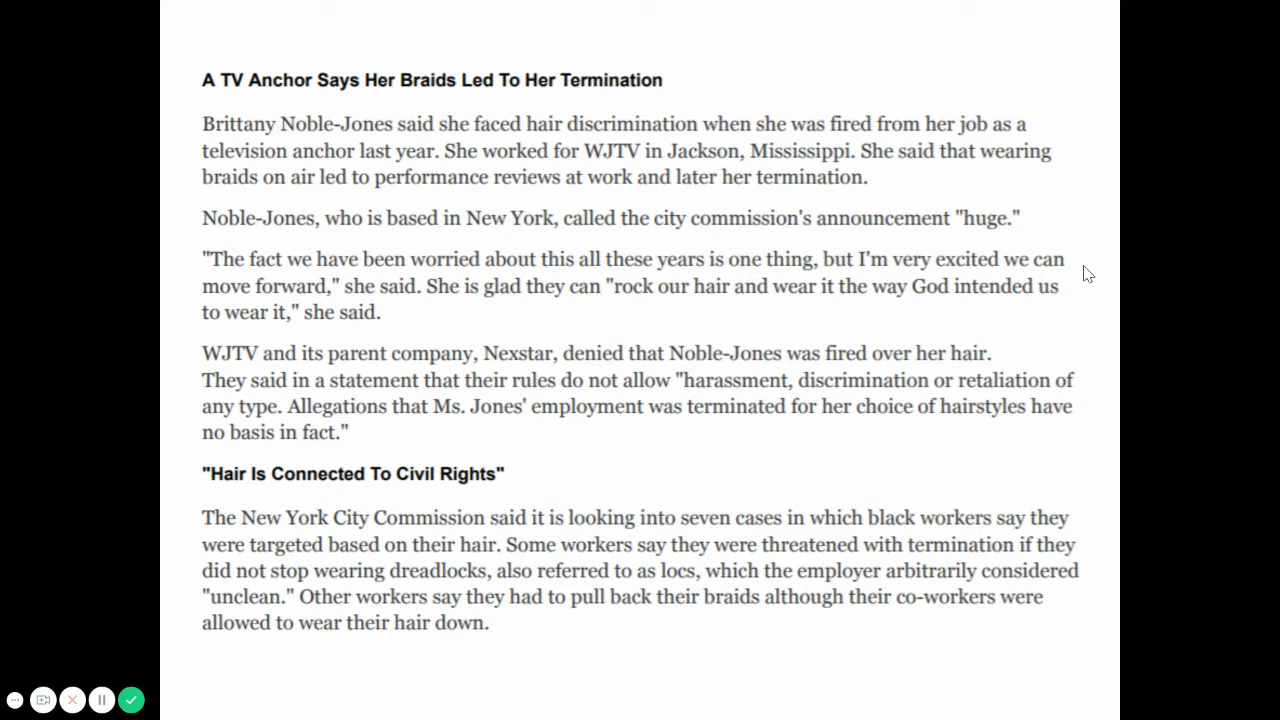 A TV Anchor Says Her Braids Led To Her Termination
Brittany Noble-Jones said she faced hair discrimination when she was fired from her job as a
television anchor last year. She worked for WJTV in Jackson, Mississippi. She said that wearing
braids on air led to performance reviews at work and later her termination.
Noble-Jones, who is based in New York, called the city commission's announcement "huge."
"The fact we have been worried about this all these years is one thing, but I'm very excited we can
move forward," she said. She is glad they can "rock our hair and wear it the way God intended us
to wear it," she said.
WJTV and its parent company, Nexstar, denied that Noble-Jones was fired over her hair.
They said in a statement that their rules do not allow "harassment, discrimination or retaliation of
any type. Allegations that Ms. Jones' employment was terminated for her choice of hairstyles have
no basis in fact."
"Hair Is Connected To Civil Rights"
The New York City Commission said it is looking into seven cases in which black workers say they
were targeted based on their hair. Some workers say they were threatened with termination if they
did not stop wearing dreadlocks, also referred to as locs, which the employer arbitrarily considered
"unclean." Other workers say they had to pull back their braids although their co-workers were
allowed to wear their hair down.